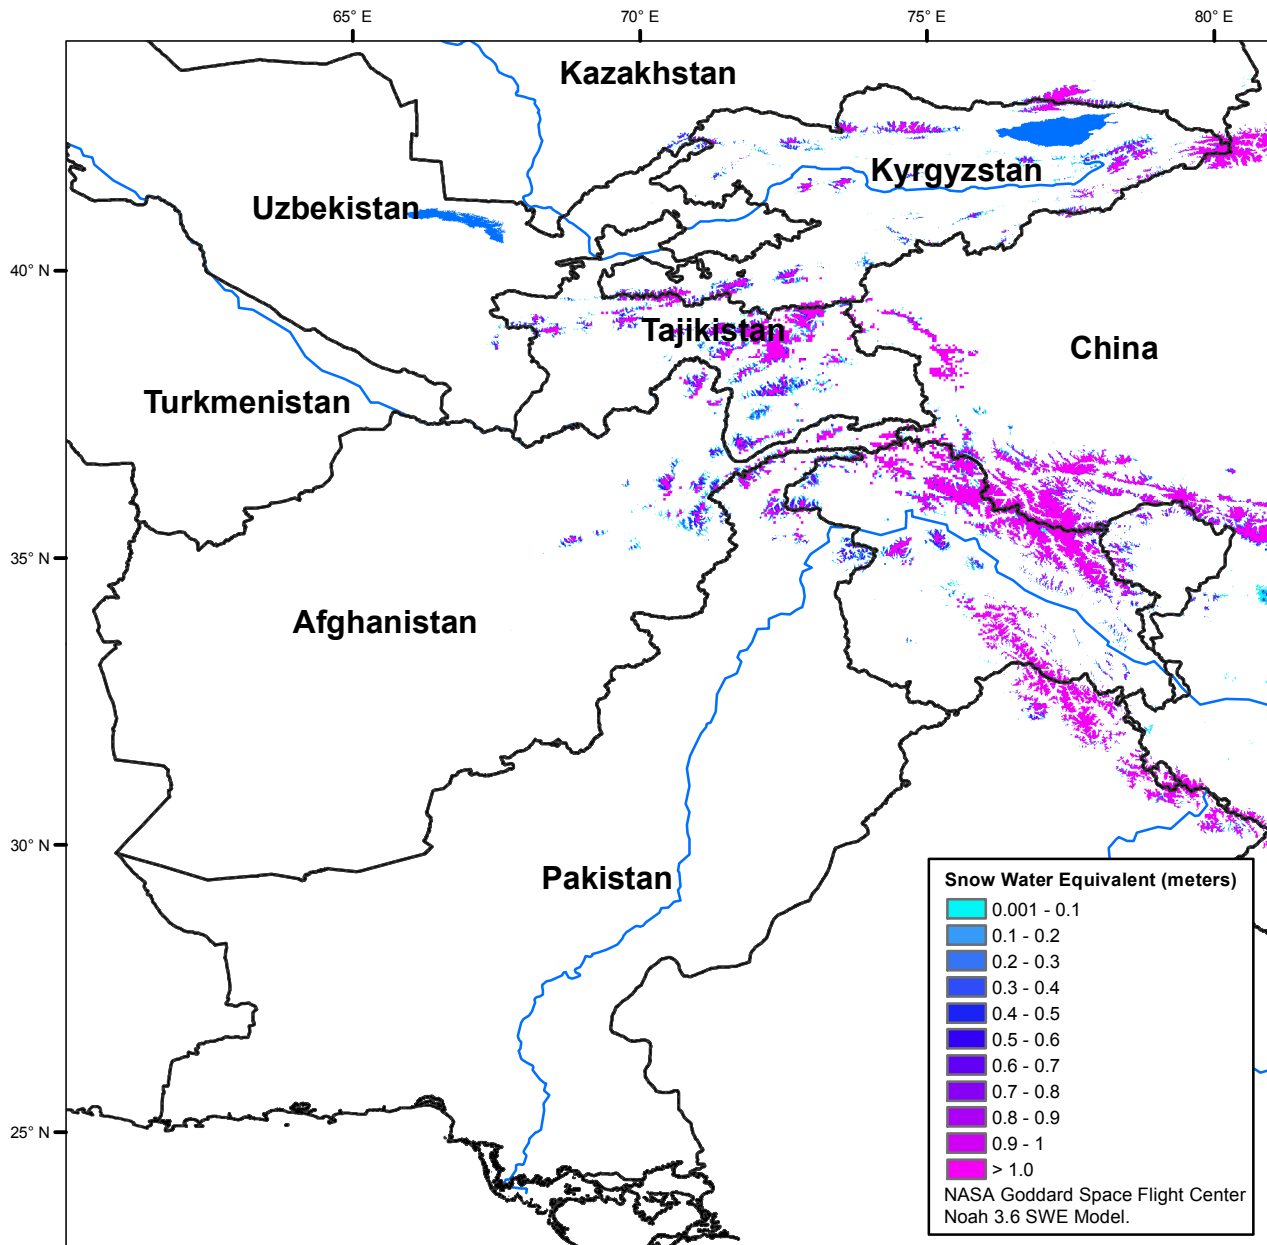 65° E
70° E
75° E
80° E
Kazakhstan
Kyrgyzstan
Uzbekistan
40° N
Tajikistan
China
Turkmenistan
35° N
Afghanistan
30° N
Pakistan
25° N
Snow Water Equivalent (meters)
0.001 - 0.1
0.1 - 0.2
0.2 - 0.3
0.3 - 0.4
0.4 - 0.5
0.5 - 0.6
0.6 - 0.7
0.7 - 0.8
0.8 - 0.9
0.9 - 1
> 1.0
NASA Goddard Space Flight Center
Noah 3.6 SWE Model.